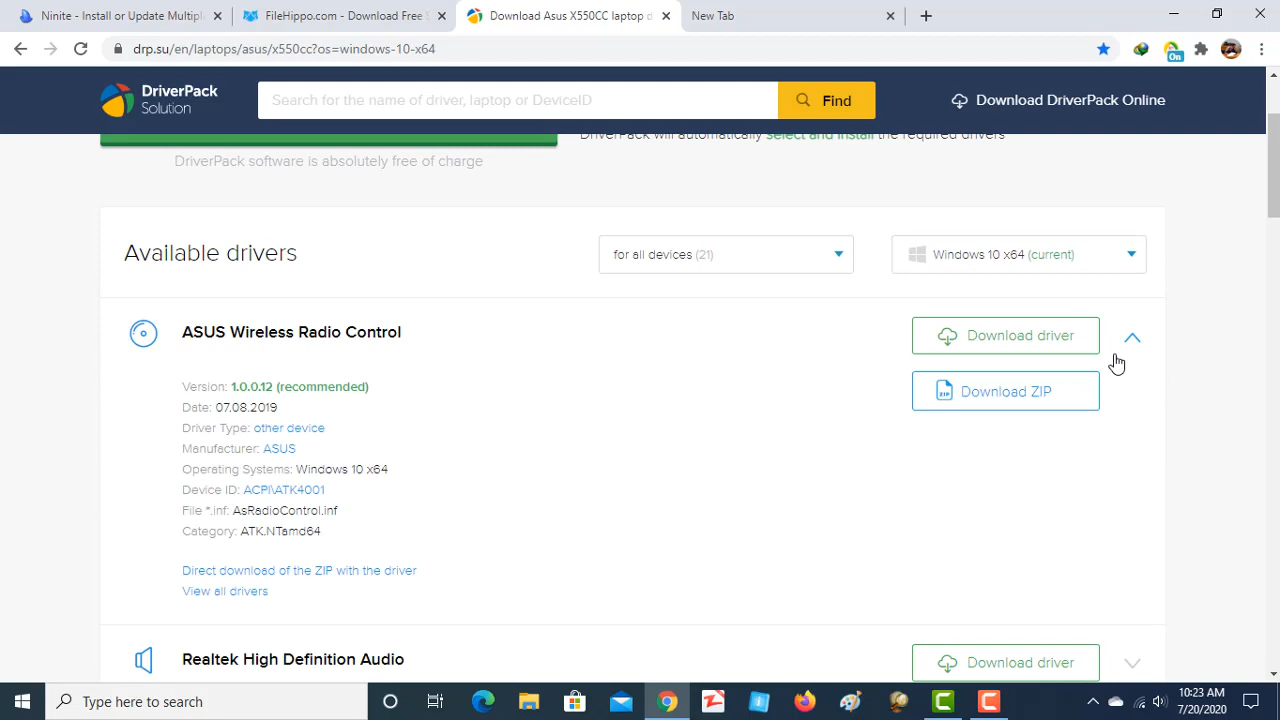 Ninite - Install or Update Multipl
FileHippo.com - Download Free S
Download Asus X550CC laptop d
New Tab
drp.su/en/laptops/asus/x550cc?os=windows-10-x64
On
DriverPack
Solution
Search for the name of driver, laptop or DeviceID
Find
Download DriverPack Online
DriverPack will automatically select and install the required drivers
DriverPack software is absolutely free of charge
Available drivers
for all devices (21)
Windows 10 x64 (current)
ASUS Wireless Radio Control
Download driver
Version: 1.0.0.12 (recommended)
ZIP
Download ZIP
Date: 07.08.2019
Driver Type: other device
Manufacturer: ASUS
Operating Systems: Windows 10 x64
Device ID: ACPI\ATK4001
File *.inf: AsRadioControl.inf
Category: ATK.NTamd64
Direct download of the ZIP with the driver
View all drivers
Realtek High Definition Audio
Download driver
Type here to search
10:23 AM
7/20/2020